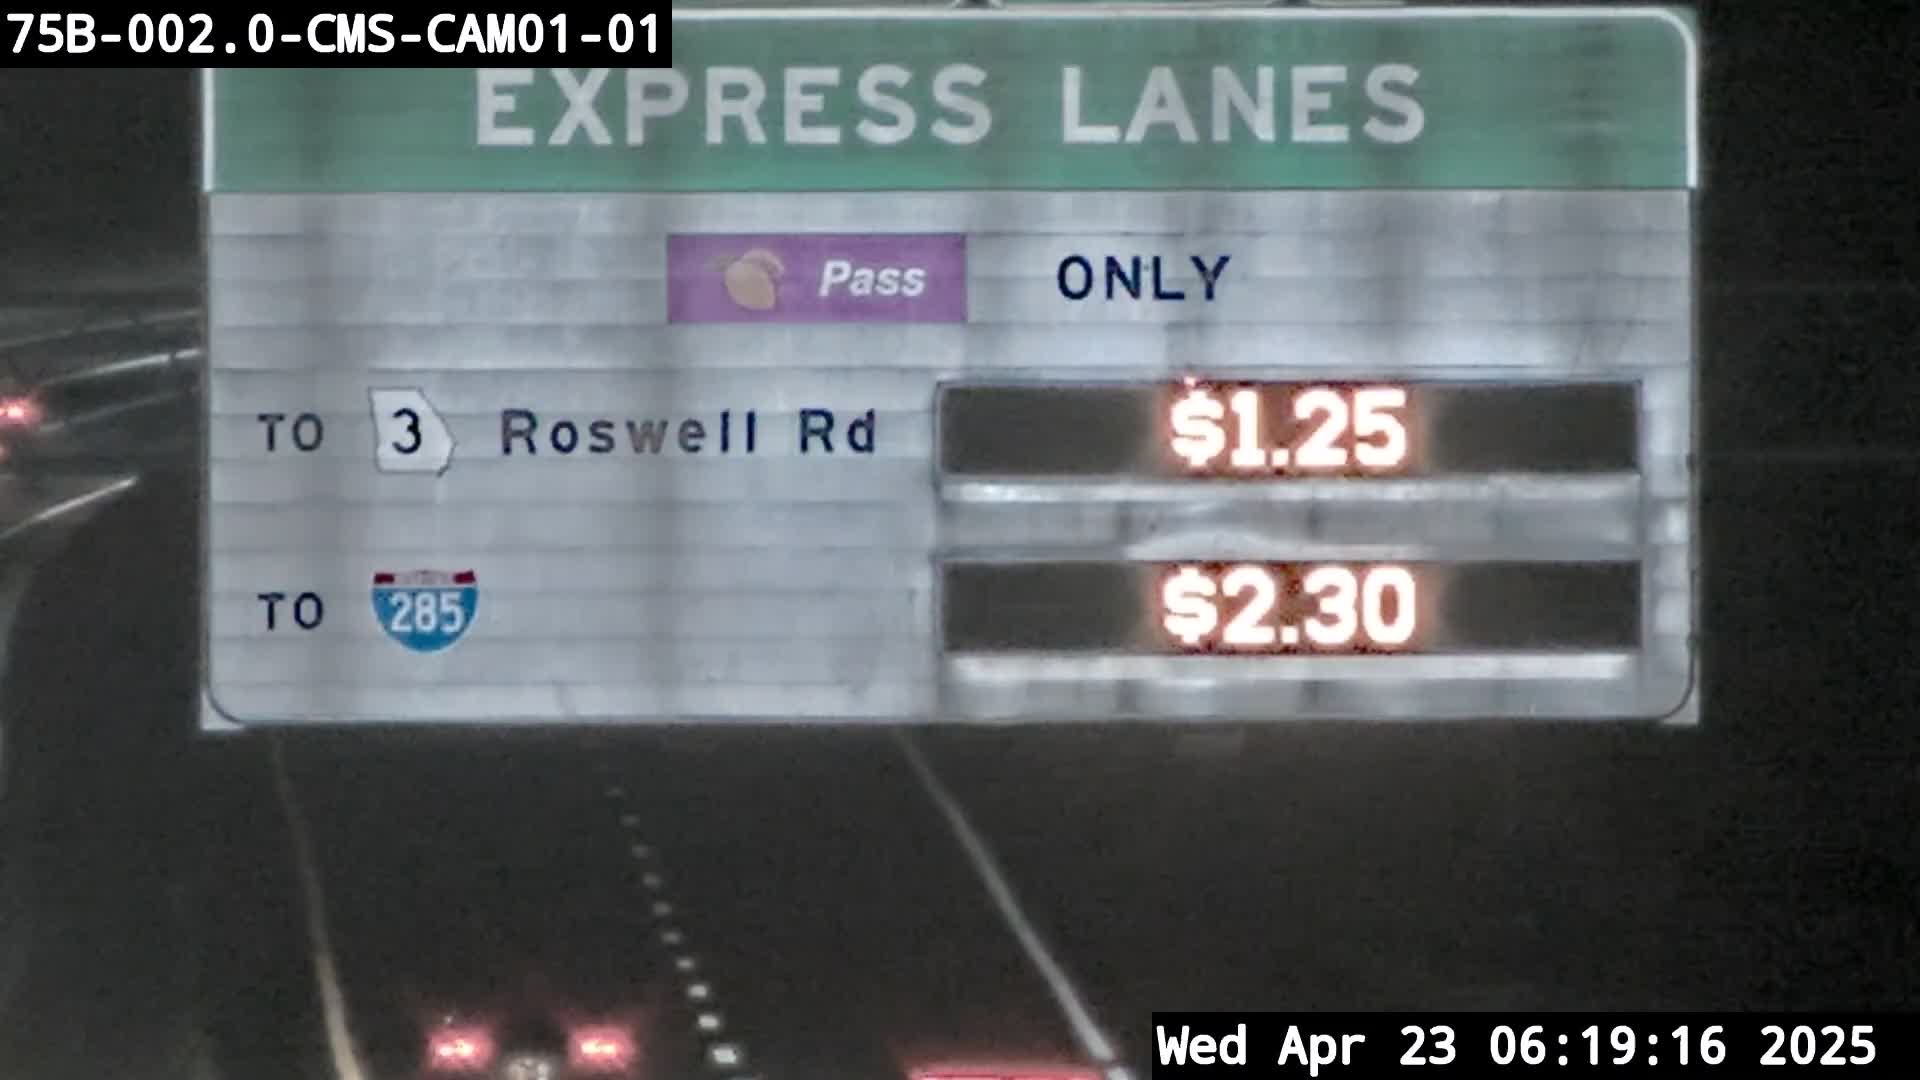 75B-002.0-CMS-CAM01-01
EXPRESS LANES
Pass ONLY
TO 3 Roswell Rd $1.25
TO 285 $2.30
Wed Apr 23 06:19:16 2025